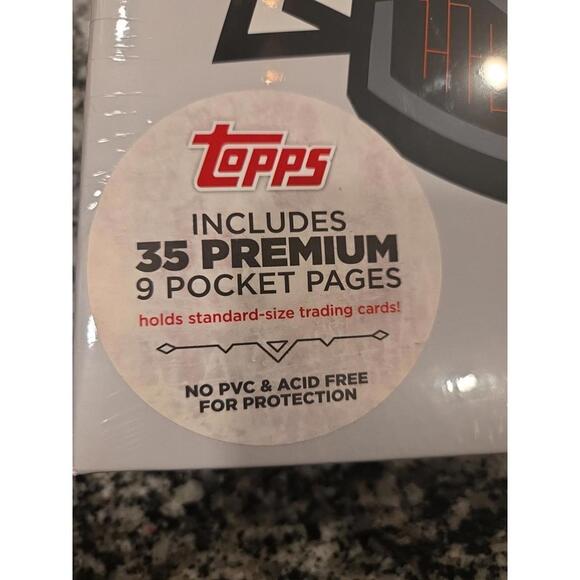 topps
INCLUDES
35 PREMIUM
9 POCKET PAGES
holds standard-size trading cards!
NO PVC & ACID FREE
FOR PROTECTION